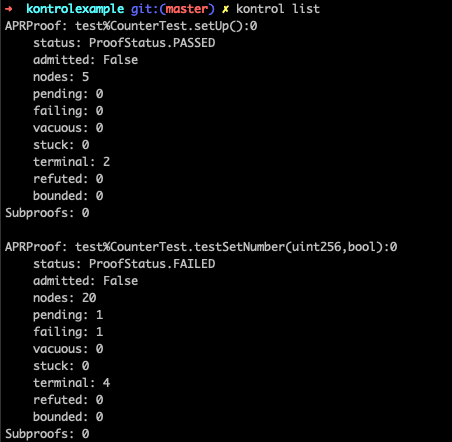 ➜  kontrolexample git:(master) ✗ kontrol list
APRProof: test%CounterTest.setUp():0
    status: ProofStatus.PASSED
    admitted: False
    nodes: 5
    pending: 0
    failing: 0
    vacuous: 0
    stuck: 0
    terminal: 2
    refuted: 0
    bounded: 0
Subproofs: 0

APRProof: test%CounterTest.testSetNumber(uint256,bool):0
    status: ProofStatus.FAILED
    admitted: False
    nodes: 20
    pending: 1
    failing: 1
    vacuous: 0
    stuck: 0
    terminal: 4
    refuted: 0
    bounded: 0
Subproofs: 0